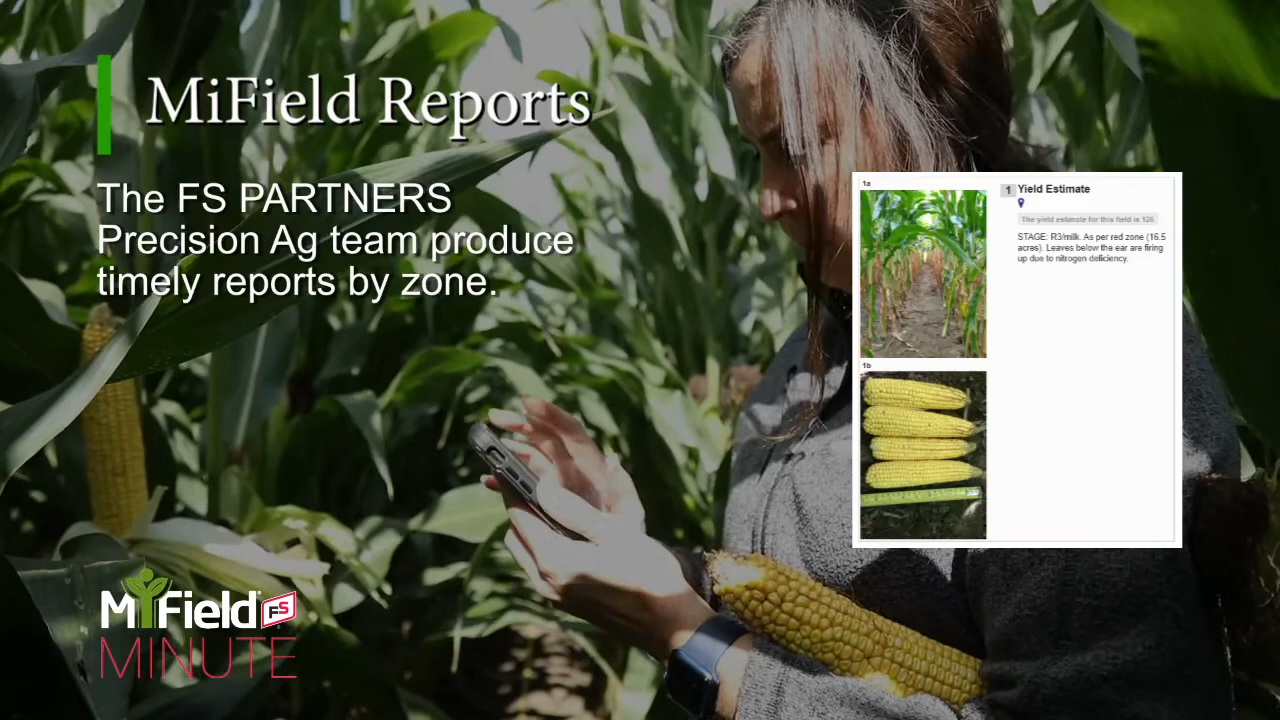 MiField Reports
The FS PARTNERS
Precision Ag team produce
timely reports by zone.
1a
1 Yield Estimate
The yield estimate for this field is
STAGE: R3/milk. As per red zone (16.5
acres). Leaves below the ear are firing
up due to nitrogen deficiency.
1b
MiField FS
MINUTE